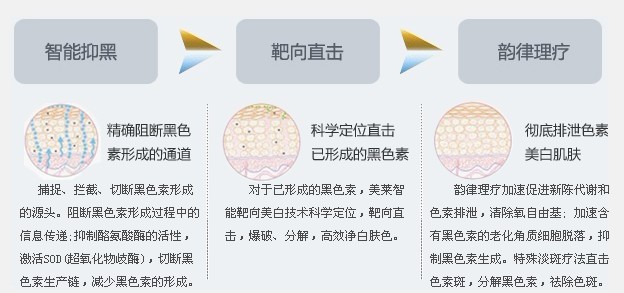 智能抑黑
靶向直击
韵律理疗
精确阻断黑色
素形成的通道
捕捉、拦截、切断黑色素形成
的源头。阻断黑色素形成过程中的
信息传递;抑制酪氨酸酶的活性，
激活SOD(超氧化物歧酶)，切断黑
色素生产链，减少黑色素的形成。
科学定位直击
已形成的黑色素
对于已形成的黑色素，美莱智
能靶向美白技术科学定位，靶向直
击，爆破、分解，高效净白肤色。
彻底排泄色素
美白肌肤
韵律理疗加速促进新陈代谢和
色素排泄，清除氧自由基; 加速含
有黑色素的老化角质细胞脱落，抑
制黑色素生成。特殊淡斑疗法直击
色素斑，分解黑色素，祛除色斑。